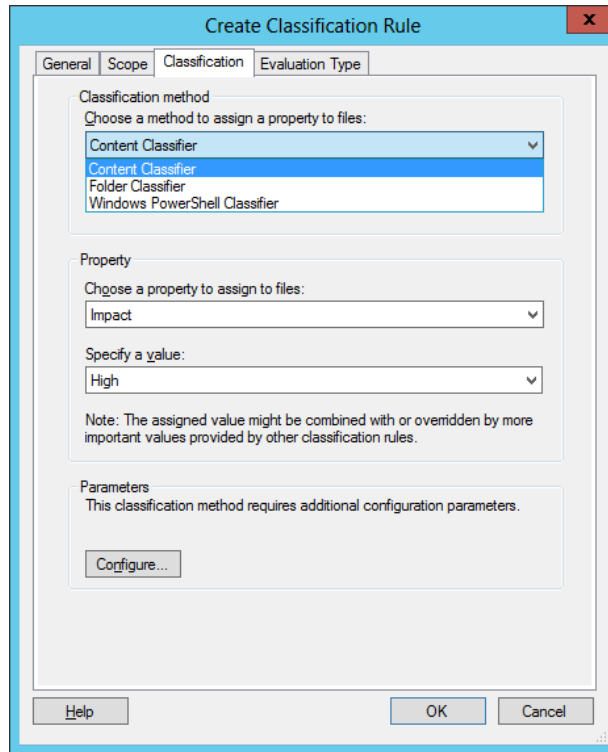 Create Classification Rule
x
General Scope Classification Evaluation Type
Classification method
Choose a method to assign a property to files:
Content Classifier
Content Classifier
Folder Classifier
Windows PowerShell Classifier
Property
Choose a property to assign to files:
Impact
Specify a value:
High
Note: The assigned value might be combined with or overridden by more
important values provided by other classification rules.
Parameters
This classification method requires additional configuration parameters.
Configure...
Help OK Cancel